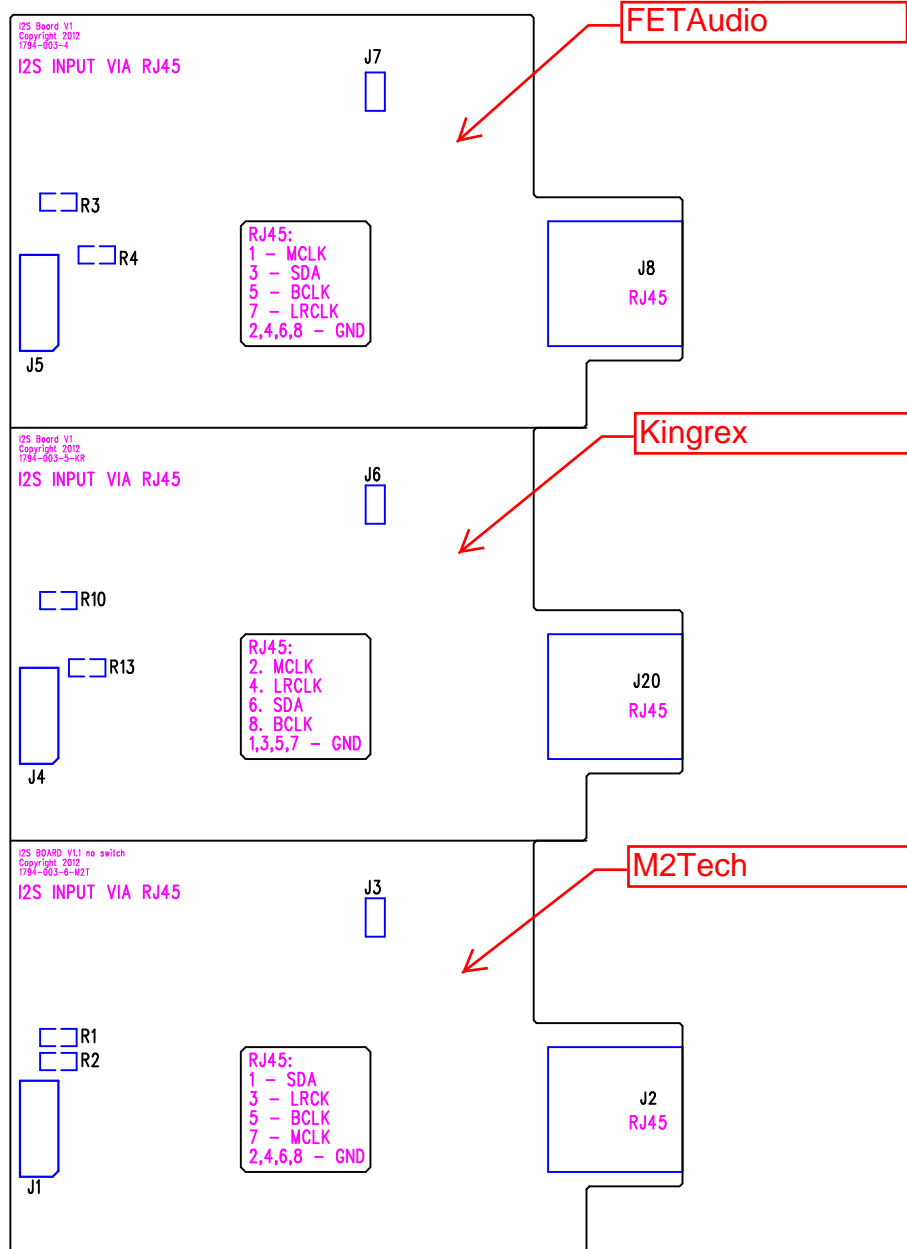 FETAudio
I2S Board V1
Copyright 2012
1794-003-4
I2S INPUT VIA RJ45
J7
R3
R4
J5
RJ45:
1 - MCLK
3 - SDA
5 - BCLK
7 - LRCLK
2,4,6,8 - GND
J8
RJ45
Kingrex
I2S Board V1
Copyright 2012
1794-003-5-KR
I2S INPUT VIA RJ45
J6
R10
R13
J4
RJ45:
2. MCLK
4. LRCLK
6. SDA
8. BCLK
1,3,5,7 - GND
J20
RJ45
M2Tech
I2S BOARD V1.1 no switch
Copyright 2012
1794-003-6-M2T
I2S INPUT VIA RJ45
J3
R1
R2
J1
RJ45:
1 - SDA
3 - LRCK
5 - BCLK
7 - MCLK
2,4,6,8 - GND
J2
RJ45